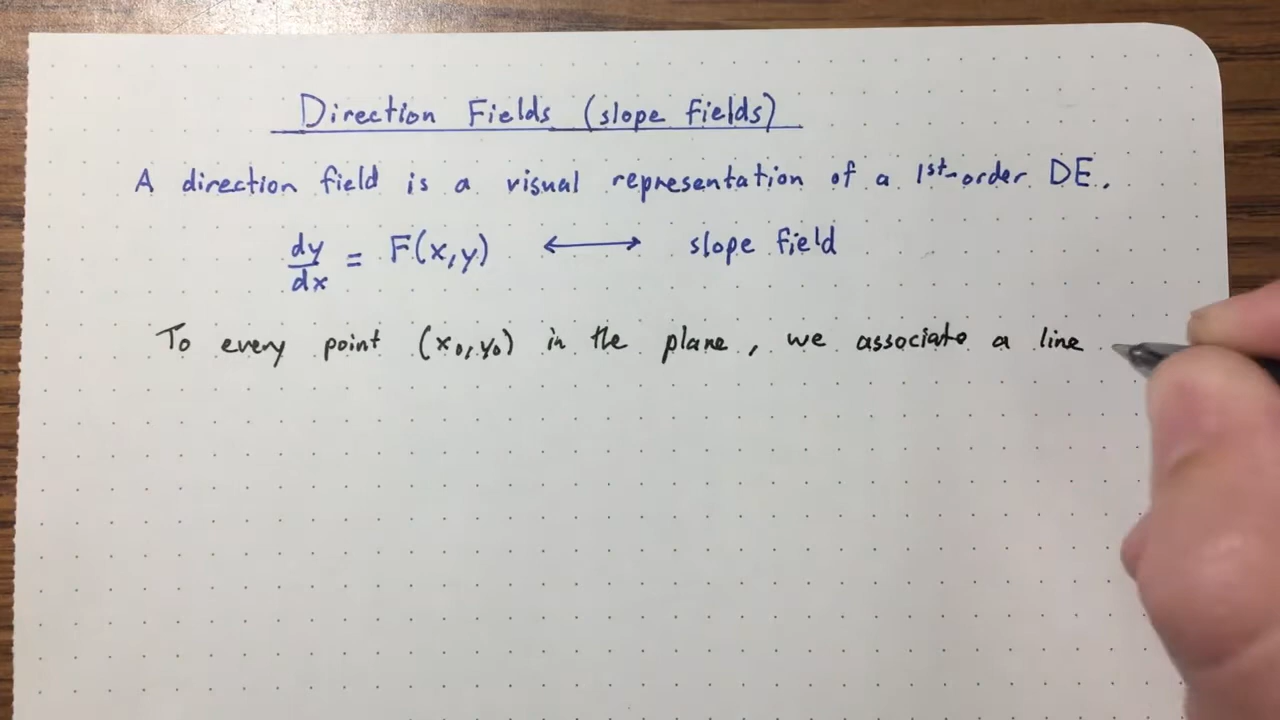 Direction Fields (slope fields)
A direction field is a visual representation of a 1st-order DE.
dy/dx = F(x,y) ⟷ slope field
To every point (x₀,y₀) in the plane, we associate a line